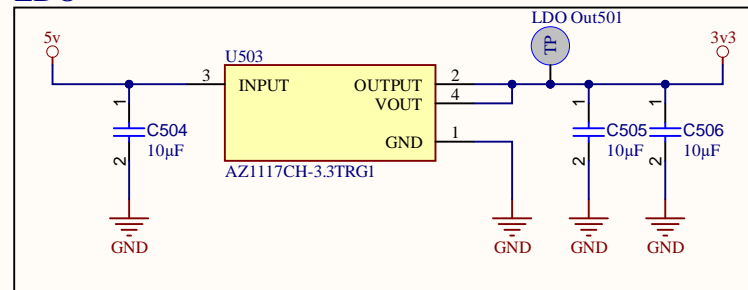 LDO
LDO Out501
5v
TP
3v3
U503
3
INPUT
OUTPUT
2
VOUT
4
GND
1
AZ1117CH-3.3TRG1
1
C504
10µF
2
1
C505
10µF
2
1
C506
10µF
2
GND
GND
GND
GND